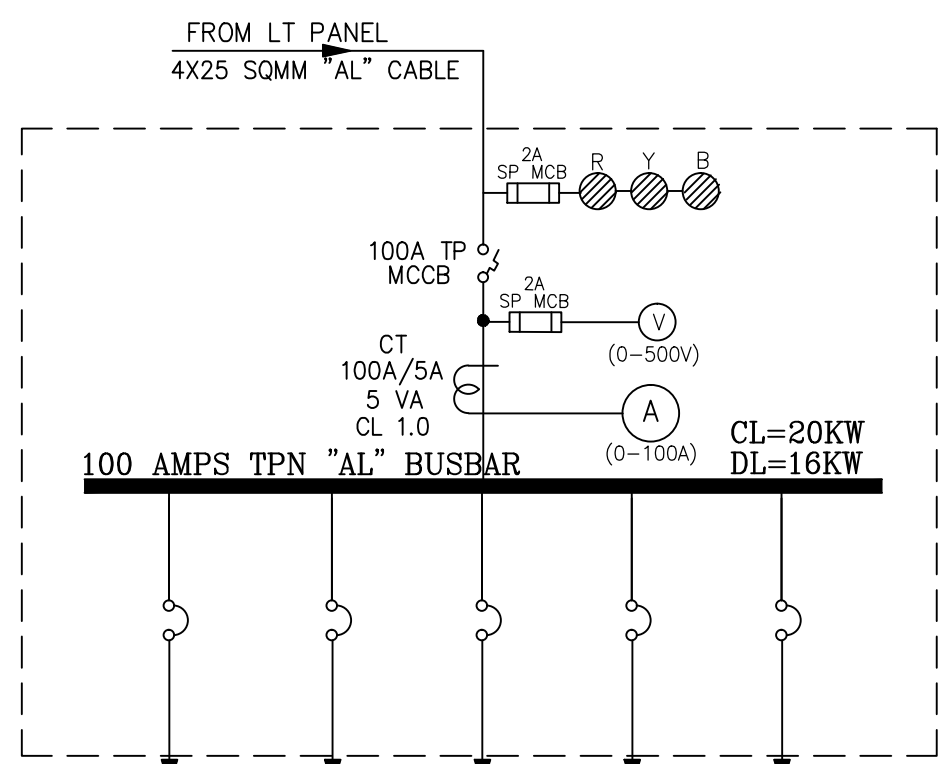 FROM LT PANEL
4X25 SQMM "AL" CABLE
2A
SP MCB
R Y B
100A TP
MCCB
2A
SP MCB
V
(0-500V)
CT
100A/5A
5 VA
CL 1.0
A
(0-100A)
CL=20KW
DL=16KW
100 AMPS TPN "AL" BUSBAR